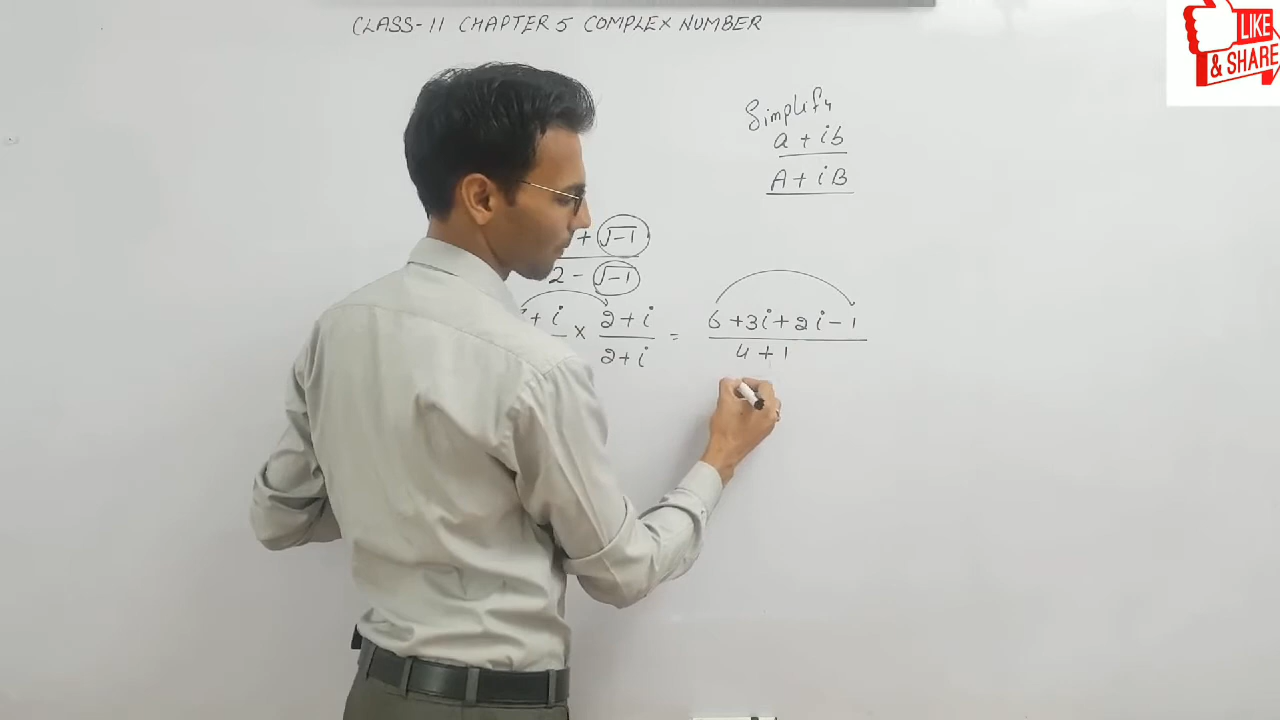 CLASS-11 CHAPTER 5 COMPLEX NUMBER
LIKE
& SHARE
Simplify
a + ib
A + iB
+ √-1
2 - √-1
+ i × 2 + i = 6 + 3i + 2i - 1
2 + i 4 + 1